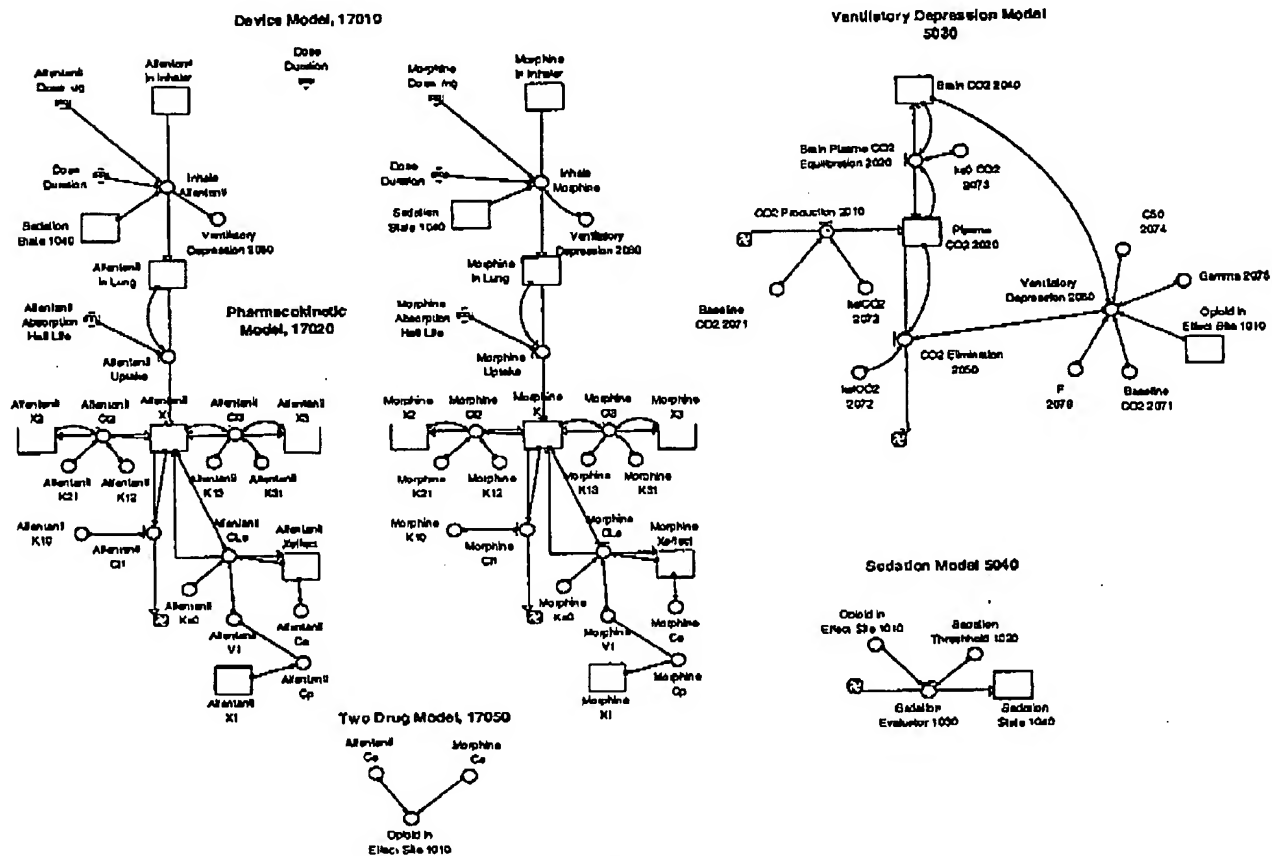 Device Model, 17010
Ventilatory Depression Model
5030
Alfentanil
Dose ug
Alfentanil
In Inhaler
Dose
Duration
Morphine
Dose mg
Morphine
In Inhaler
Dose
Duration
Inhale
Alfentanil
Sedation
State 1040
Ventilatory
Depression 2060
Dose
Duration
Inhale
Morphine
Sedation
State 1040
Ventilatory
Depression 2060
Alfentanil
In Lung
Morphine
In Lung
Alfentanil
Absorption
Half Life
Pharmacokinetic
Model, 17020
Morphine
Absorption
Half Life
Alfentanil
Uptake
Morphine
Uptake
Alfentanil
X2
Alfentanil
Cl2
Alfentanil
Alfentanil
Cl3
Alfentanil
X3
Morphine
X2
Morphine
Cl2
Morphine
Morphine
Cl3
Morphine
X3
Alfentanil
K21
Alfentanil
K12
Alfentanil
K13
Alfentanil
K31
Morphine
K21
Morphine
K12
Morphine
K13
Morphine
K31
Alfentanil
K10
Alfentanil
Cl1
Alfentanil
CLe
Alfentanil
Xeffect
Morphine
K10
Morphine
Cl1
Morphine
CLe
Morphine
Xeffect
Alfentanil
Ke0
Alfentanil
V1
Alfentanil
Ce
Alfentanil
X1
Alfentanil
Cp
Morphine
Ke0
Morphine
V1
Morphine
Ce
Morphine
X1
Morphine
Cp
Two Drug Model, 17050
Alfentanil
Ce
Morphine
Ce
Opioid in
Effect Site 1010
Brain CO2 2040
Brain Plasma CO2
Equilibration 2020
ke0 CO2
2073
CO2 Production 2010
Plasma
CO2 2020
Baseline
CO2 2071
kelCO2
2072
C50
2074
Ventilatory
Depression 2060
Gamma 2075
Opioid in
Effect Site 1010
CO2 Elimination
2050
kelCO2
2072
F
2076
Baseline
CO2 2071
Sedation Model 5040
Opioid in
Effect Site 1010
Sedation
Threshhold 1020
Sedation
Evaluator 1030
Sedation
State 1040